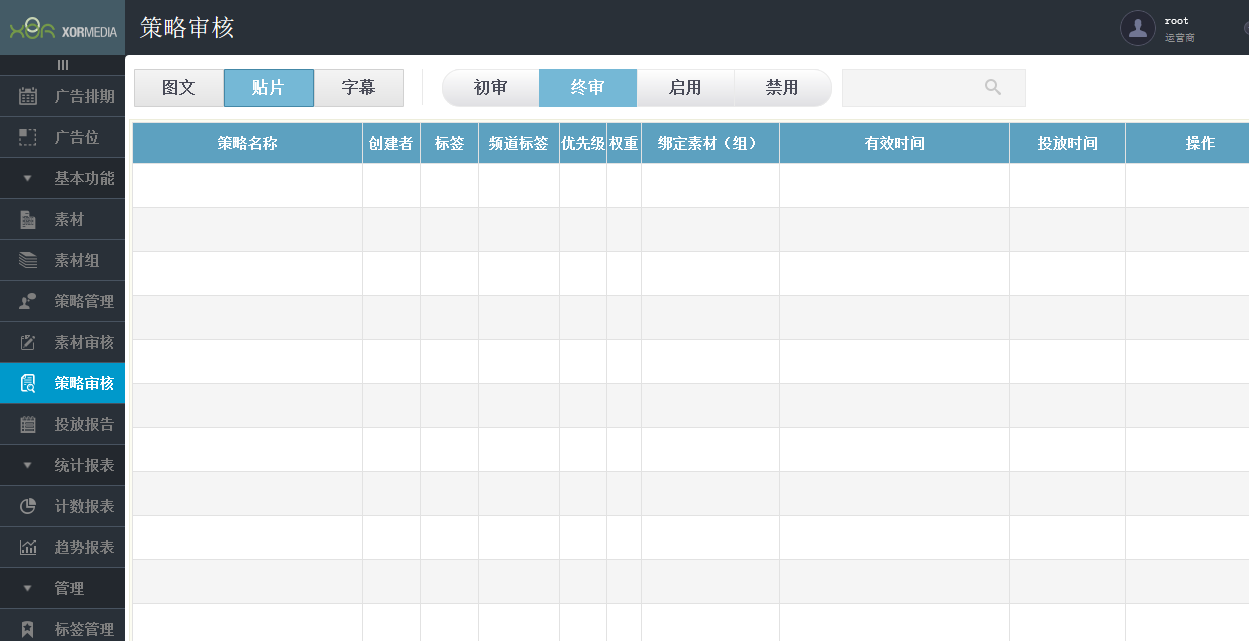 XOR XORMEDIA
策略审核
root
运营商
广告排期
广告位
基本功能
素材
素材组
策略管理
素材审核
策略审核
投放报告
统计报表
计数报表
趋势报表
管理
标签管理
图文 贴片 字幕 初审 终审 启用 禁用
策略名称 创建者 标签 频道标签 优先级 权重 绑定素材（组） 有效时间 投放时间 操作